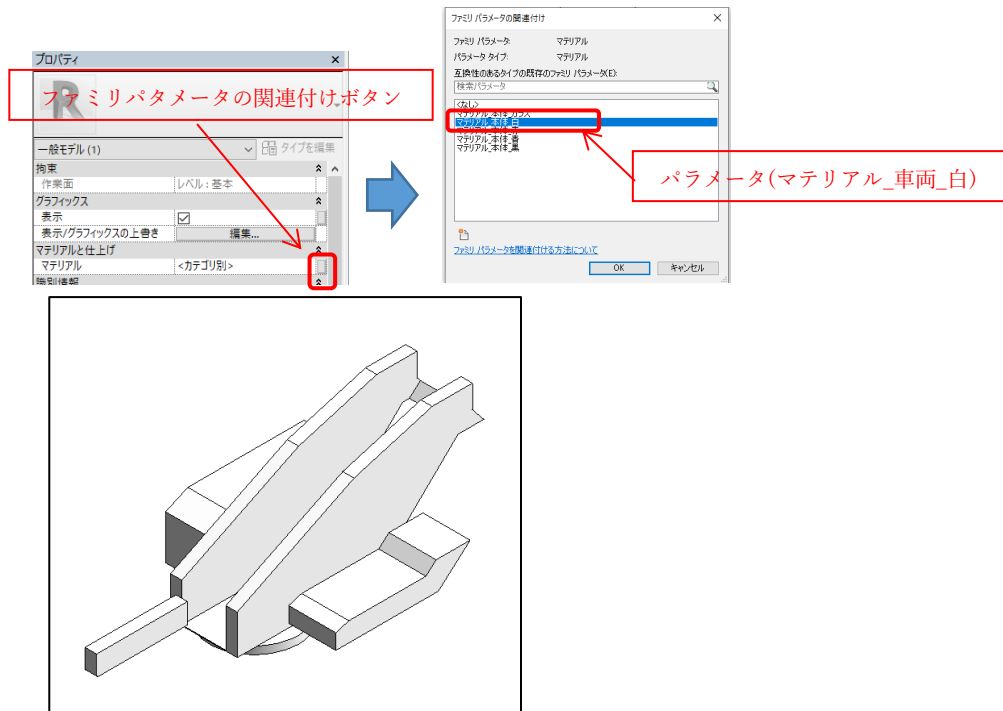 プロパティ
R
ファミリパタメータの関連付けボタン
一般モデル (1)
タイプを編集
拘束
作業面
レベル : 基本
グラフィックス
表示
表示/グラフィックスの上書き
編集...
マテリアルと仕上げ
マテリアル
<カテゴリ別>
識別情報
ファミリ パラメータの関連付け
ファミリ パラメータ:
マテリアル
パラメータ タイプ:
マテリアル
互換性のあるタイプの既存のファミリ パラメータ(E):
検索パラメータ
<なし>
マテリアル_本体_ガラス
マテリアル_本体_白
マテリアル_本体_黒
ファミリ パラメータを関連付ける方法について
OK
キャンセル
パラメータ(マテリアル_車両_白)